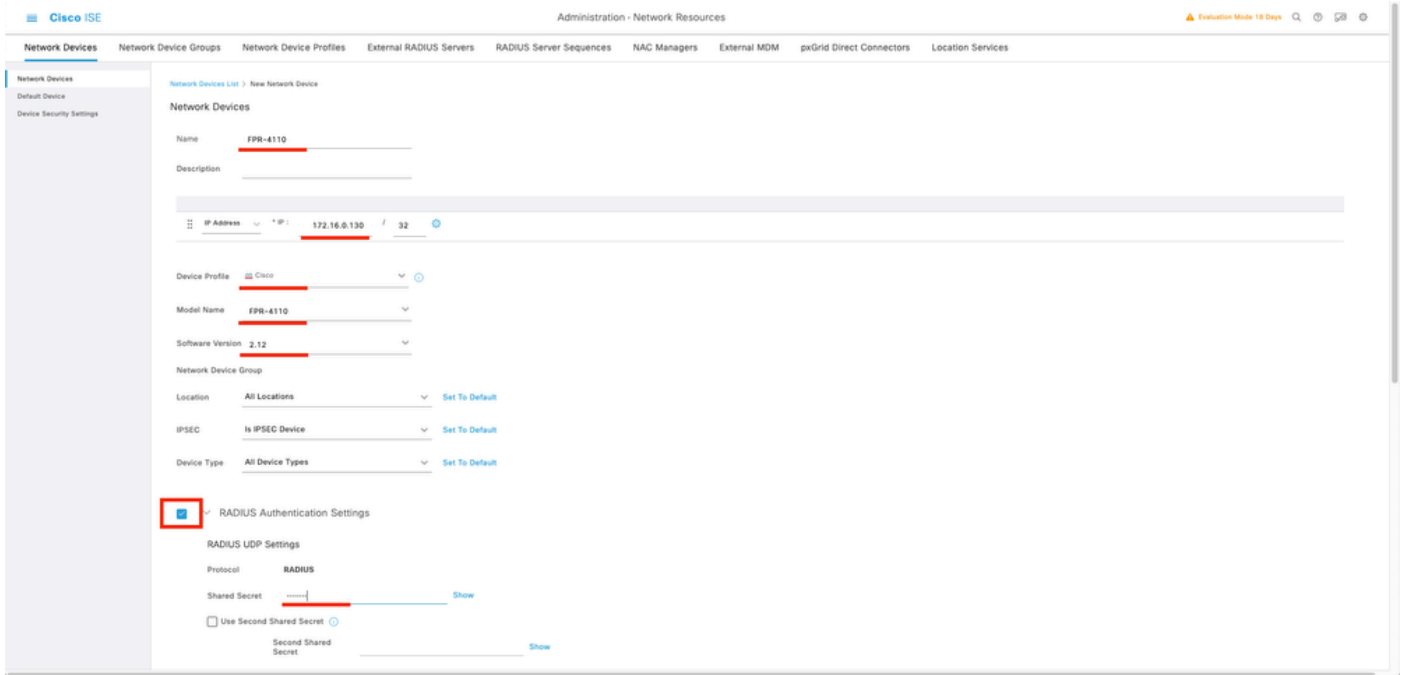 Cisco ISE
Administration - Network Resources
Evaluation Mode 18 Days
Network Devices Network Device Groups Network Device Profiles External RADIUS Servers RADIUS Server Sequences NAC Managers External MDM pxGrid Direct Connectors Location Services
Network Devices
Default Device
Device Security Settings
Network Devices List > New Network Device
Network Devices
Name FPR-4110
Description
IP Address * IP : 172.16.0.130 / 32
Device Profile Cisco
Model Name FPR-4110
Software Version 2.12
Network Device Group
Location All Locations Set To Default
IPSEC Is IPSEC Device Set To Default
Device Type All Device Types Set To Default
RADIUS Authentication Settings
RADIUS UDP Settings
Protocol RADIUS
Shared Secret Show
Use Second Shared Secret
Second Shared
Secret Show